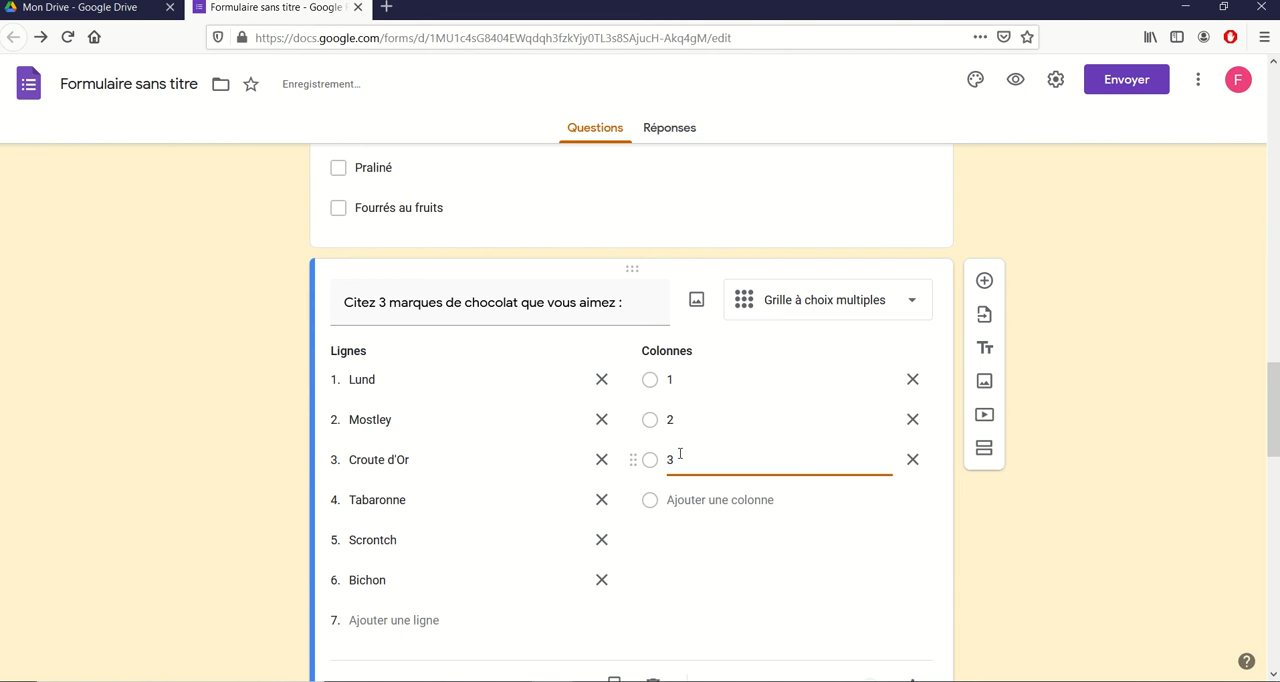 Mon Drive - Google Drive
Formulaire sans titre - Google F
https://docs.google.com/forms/d/1MU1c4sG8404EWqdqh3fzkYjy0TL3s8SAjucH-Akq4gM/edit
Formulaire sans titre
Enregistrement…
Envoyer
F
Questions
Réponses
Praliné
Fourrés au fruits
Citez 3 marques de chocolat que vous aimez :
Grille à choix multiples
Lignes
Colonnes
1. Lund
1
2. Mostley
2
3. Croute d'Or
3
4. Tabaronne
Ajouter une colonne
5. Scrontch
6. Bichon
7. Ajouter une ligne